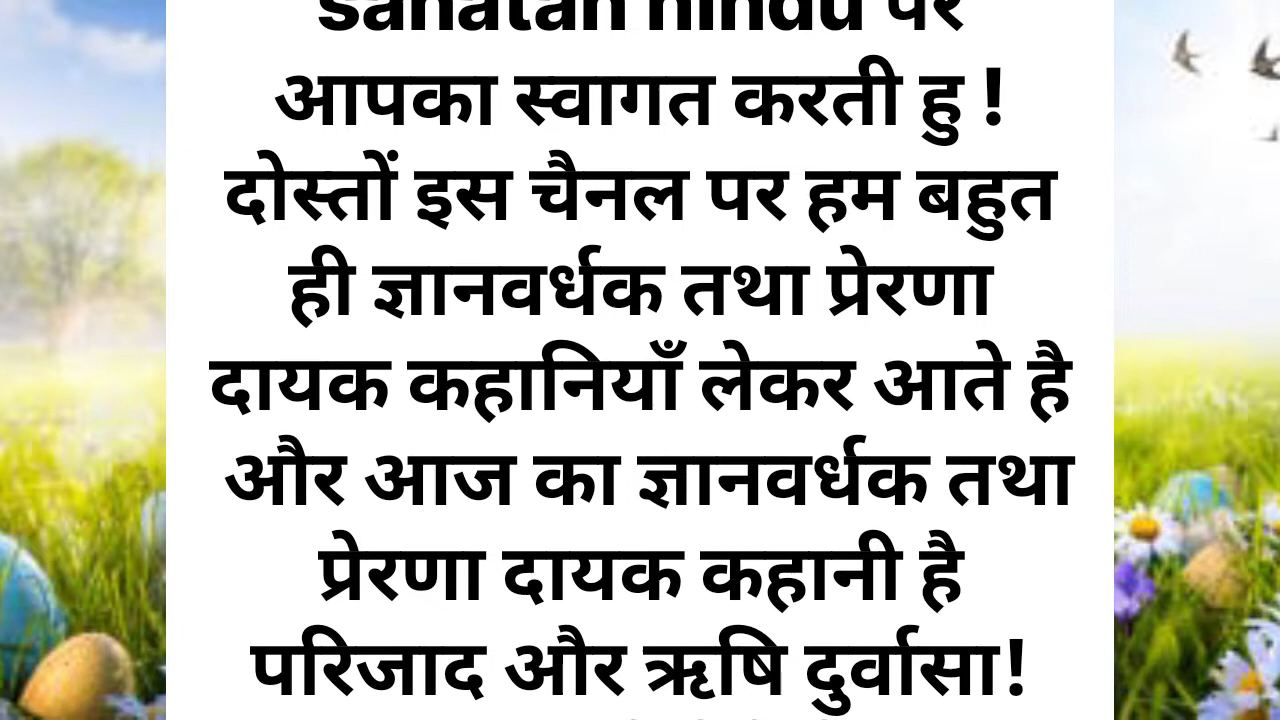 sanatan hindu पर
आपका स्वागत करती हु !
दोस्तों इस चैनल पर हम बहुत
ही ज्ञानवर्धक तथा प्रेरणा
दायक कहानियाँ लेकर आते है
और आज का ज्ञानवर्धक तथा
प्रेरणा दायक कहानी है
परिजाद और ऋषि दुर्वासा!